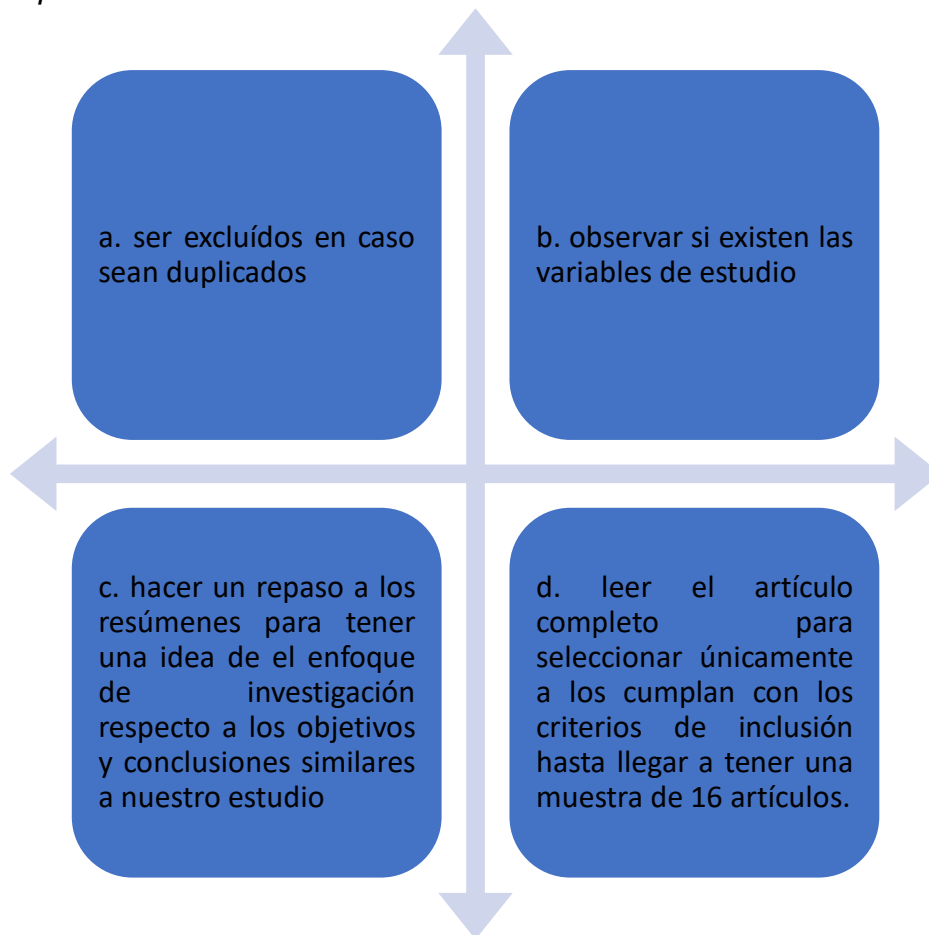 a. ser excluídos en caso
sean duplicados
b. observar si existen las
variables de estudio
c. hacer un repaso a los
resúmenes para tener
una idea de el enfoque
de investigación
respecto a los objetivos
y conclusiones similares
a nuestro estudio
d. leer el artículo
completo para
seleccionar únicamente
a los cumplan con los
criterios de inclusión
hasta llegar a tener una
muestra de 16 artículos.